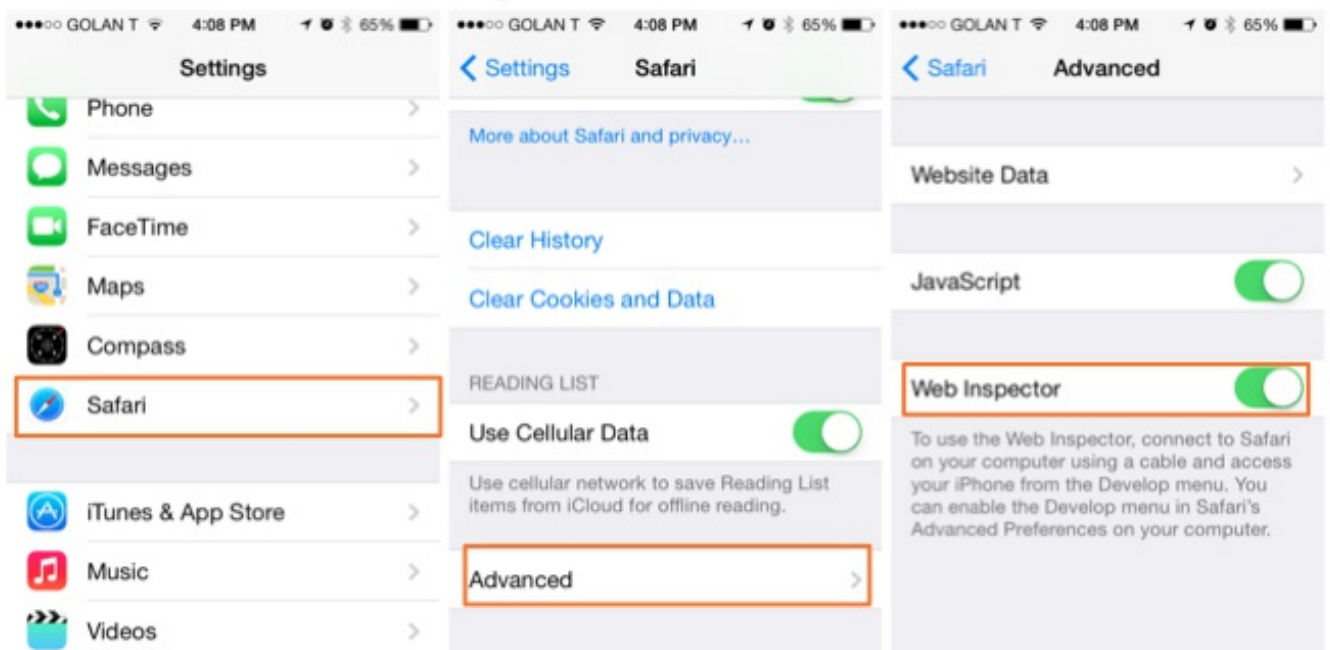 GOLAN T 4:08 PM 65%
Settings
Phone
Messages
FaceTime
Maps
Compass
Safari
iTunes & App Store
Music
Videos
GOLAN T 4:08 PM 65%
Settings Safari
More about Safari and privacy...
Clear History
Clear Cookies and Data
READING LIST
Use Cellular Data
Use cellular network to save Reading List
items from iCloud for offline reading.
Advanced
GOLAN T 4:08 PM 65%
Safari Advanced
Website Data
JavaScript
Web Inspector
To use the Web Inspector, connect to Safari
on your computer using a cable and access
your iPhone from the Develop menu. You
can enable the Develop menu in Safari's
Advanced Preferences on your computer.